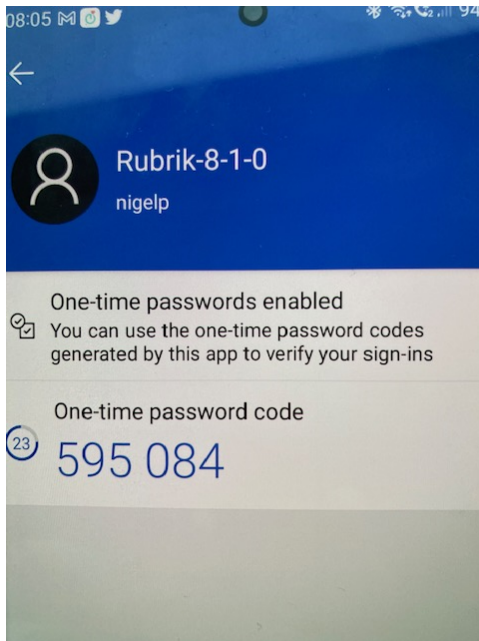 08:05
94
Rubrik-8-1-0
nigelp
One-time passwords enabled
You can use the one-time password codes
generated by this app to verify your sign-ins
One-time password code
23
595 084